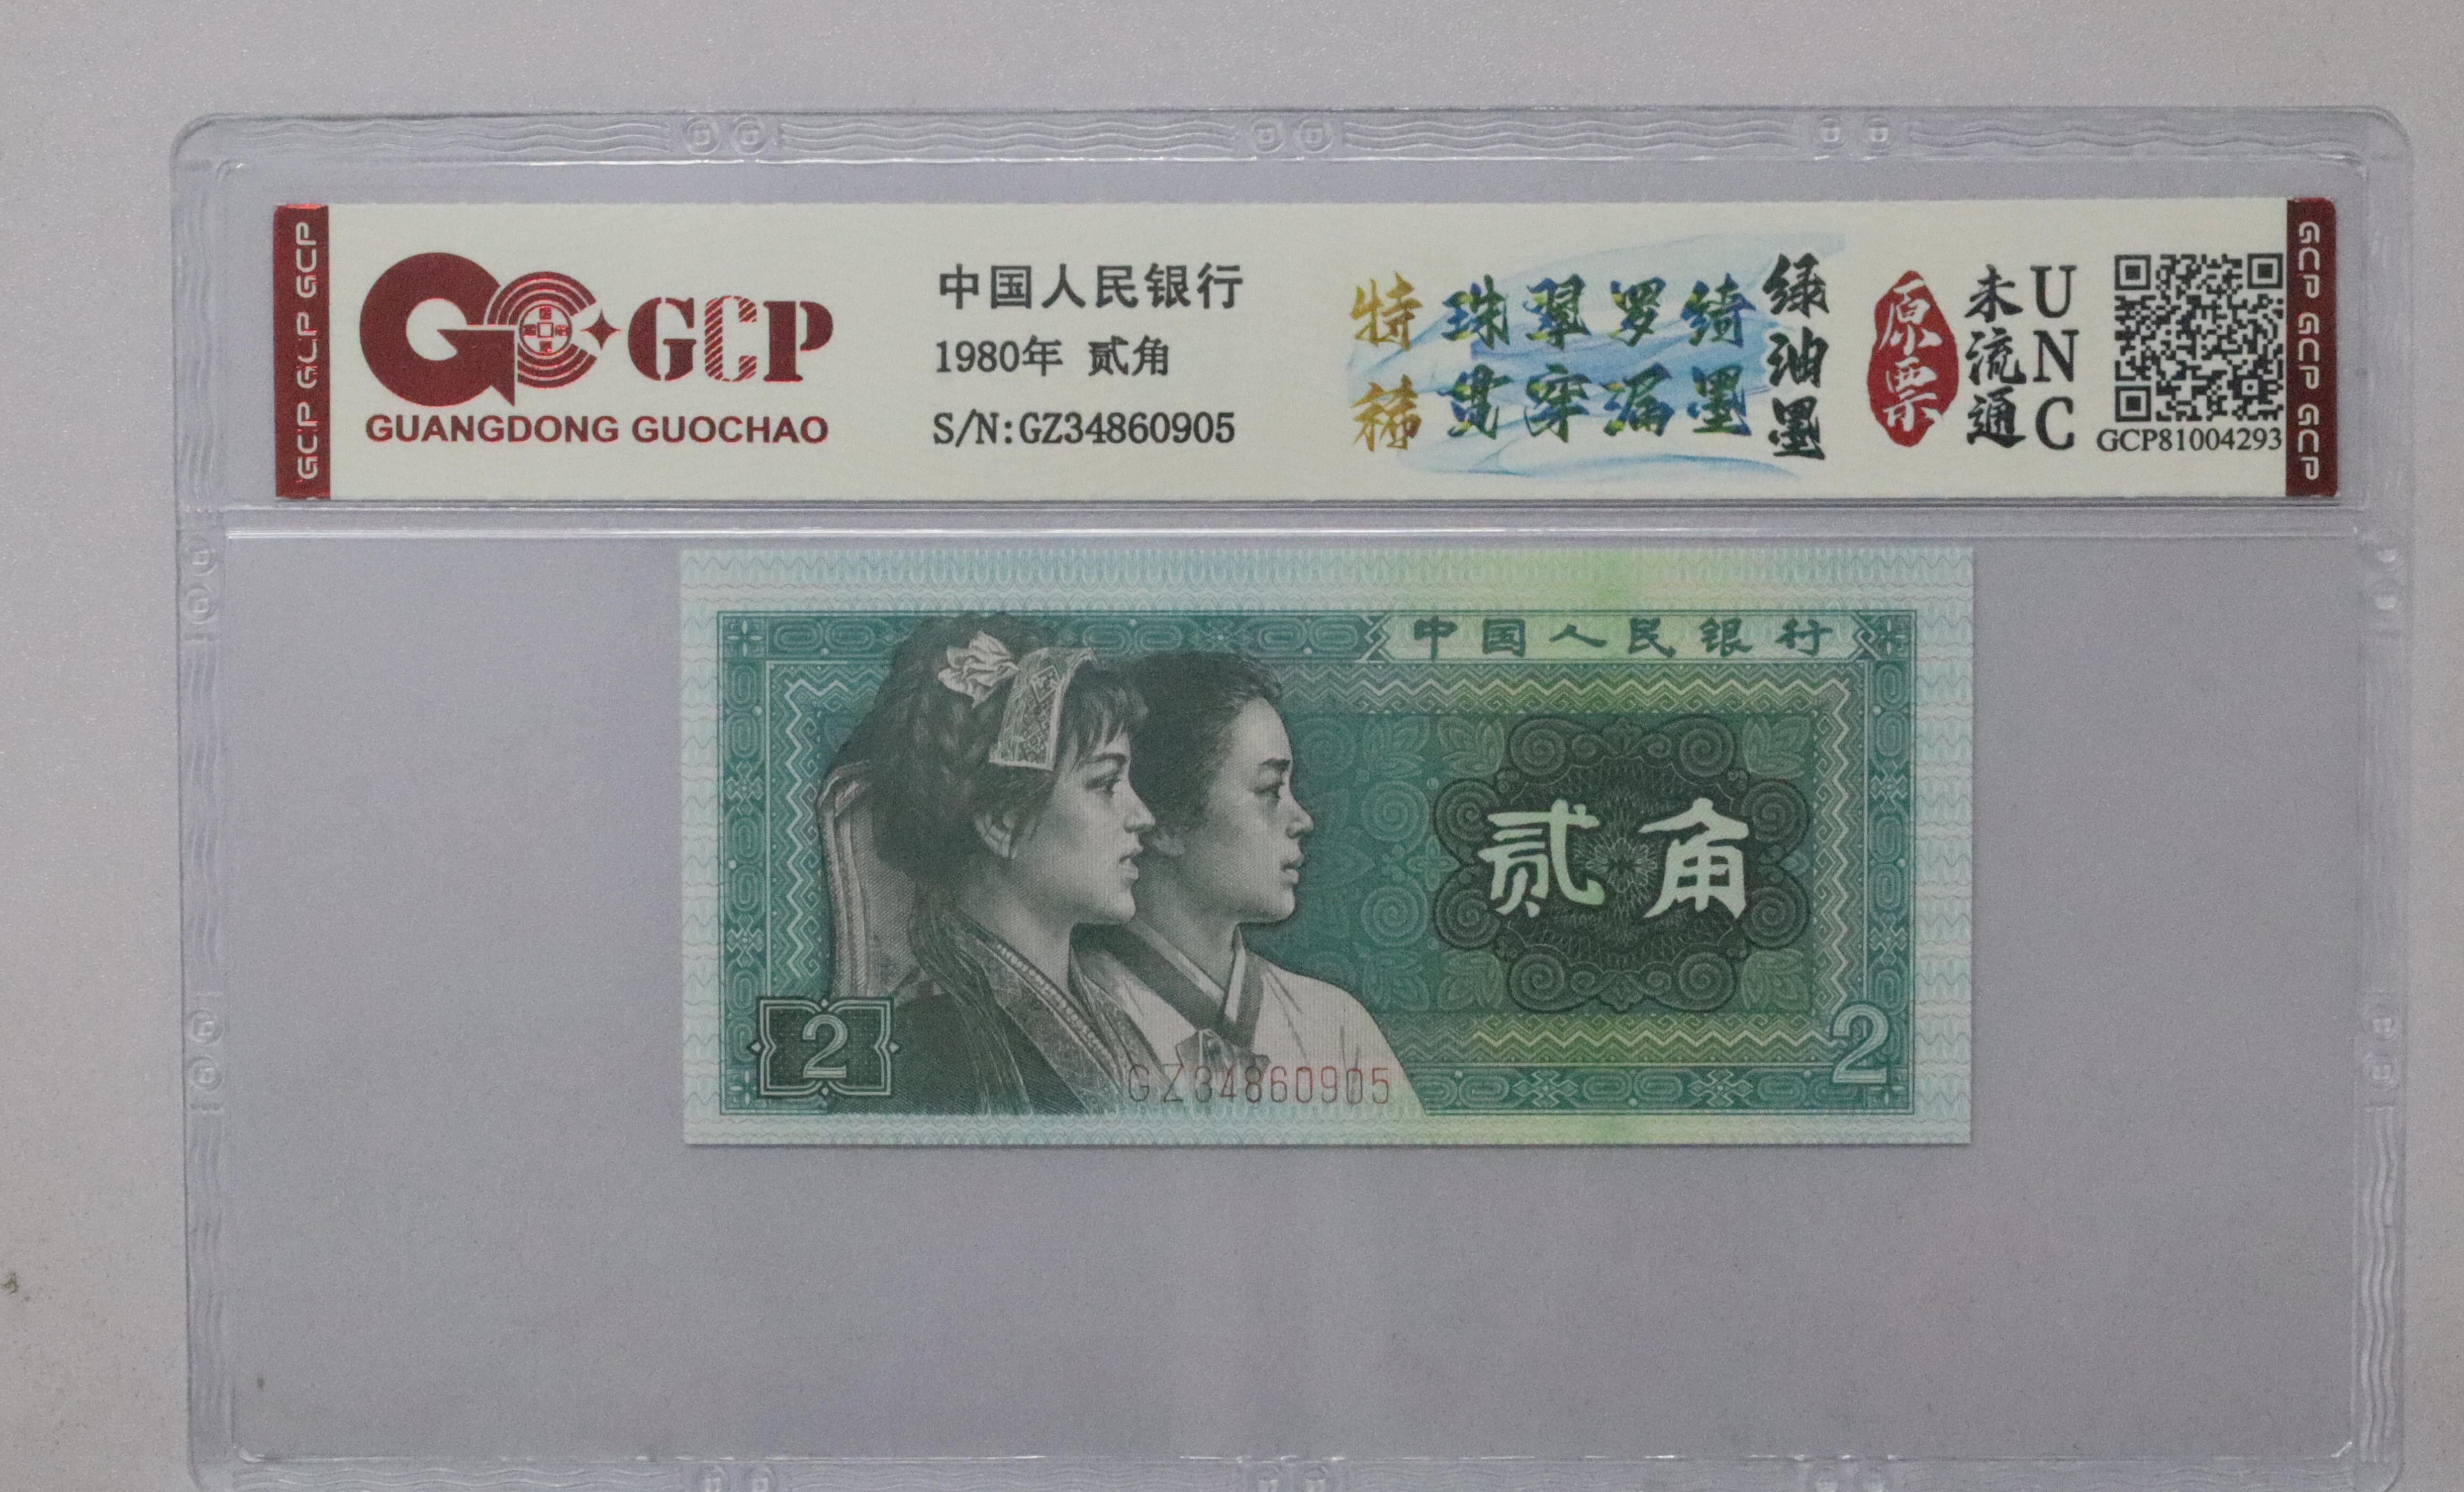 GCP GCP GCP
GCP
GUANGDONG GUOCHAO
中国人民银行
1980年 贰角
S/N:GZ34860905
特稀
珠翠罗绮
贯穿漏墨
绿油墨
原票
未流通
UNC
GCP81004293
GCP GCP GCP
中国人民银行
贰角
2
GZ34860905
2